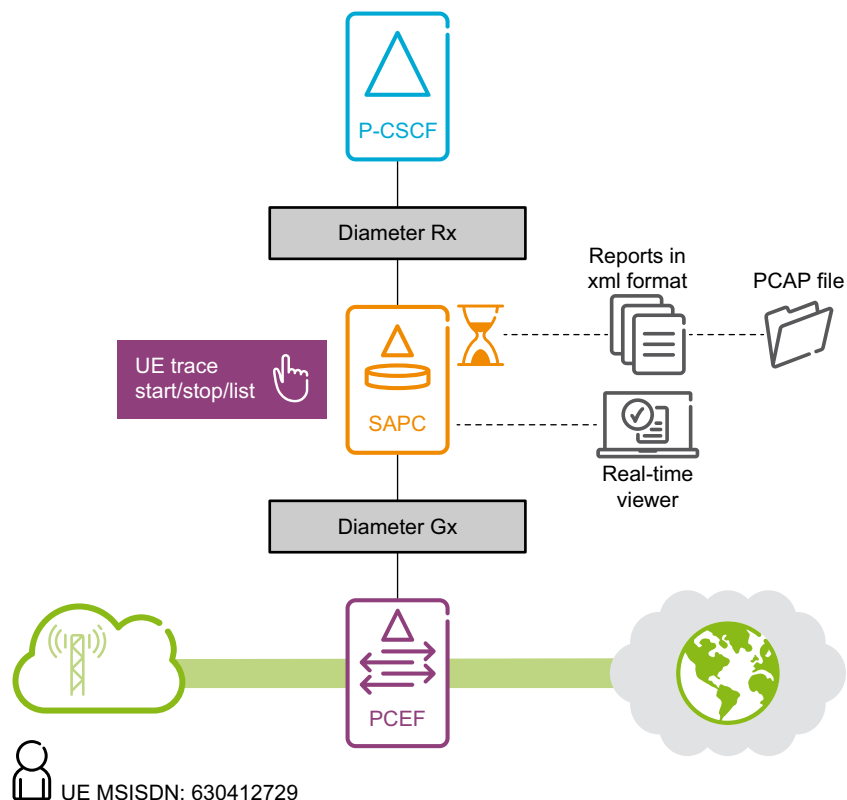 P-CSCF
Diameter Rx
Reports in
xml format
PCAP file
UE trace
start/stop/list
SAPC
Real-time
viewer
Diameter Gx
PCEF
UE MSISDN: 630412729